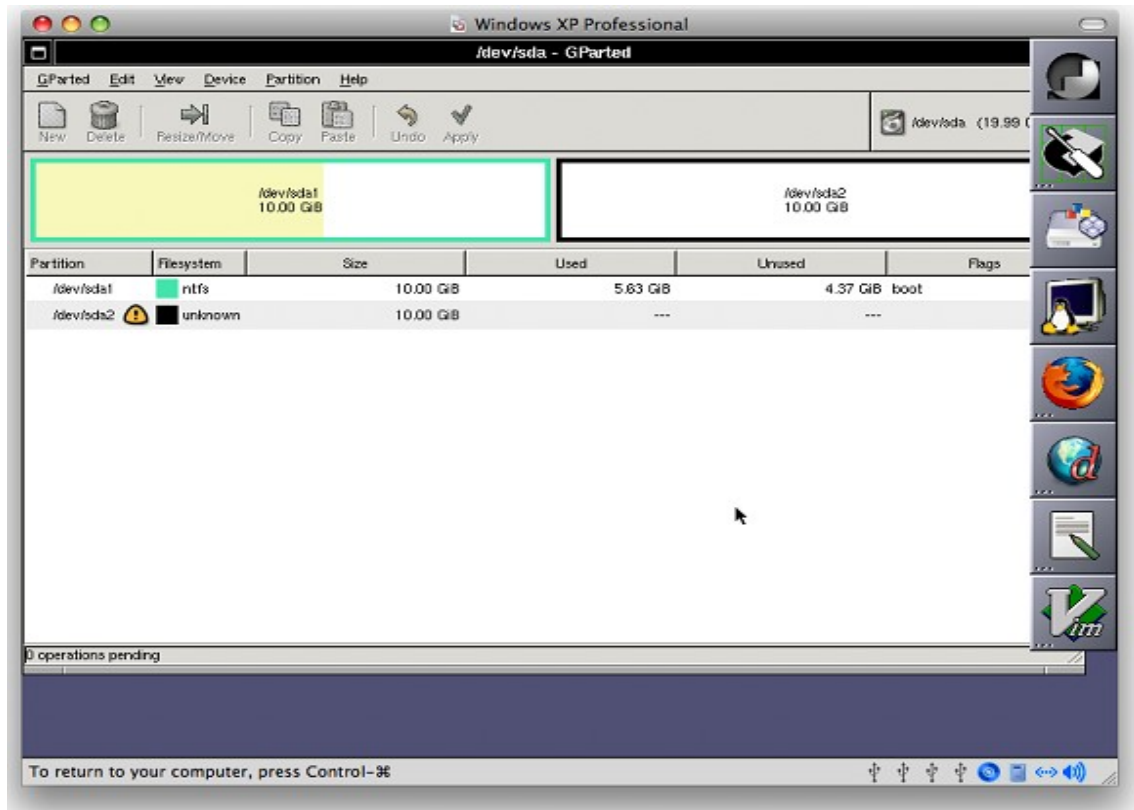 Windows XP Professional
/dev/sda - GParted
GParted Edit View Device Partition Help
New Delete Resize/Move Copy Paste Undo Apply
/dev/sda (19.99
/dev/sda1
10.00 GiB
/dev/sda2
10.00 GiB
Partition Filesystem Size Used Unused Flags
/dev/sda1 ntfs 10.00 GiB 5.63 GiB 4.37 GiB boot
/dev/sda2 unknown 10.00 GiB --- ---
d
Vim
0 operations pending
To return to your computer, press Control-⌘